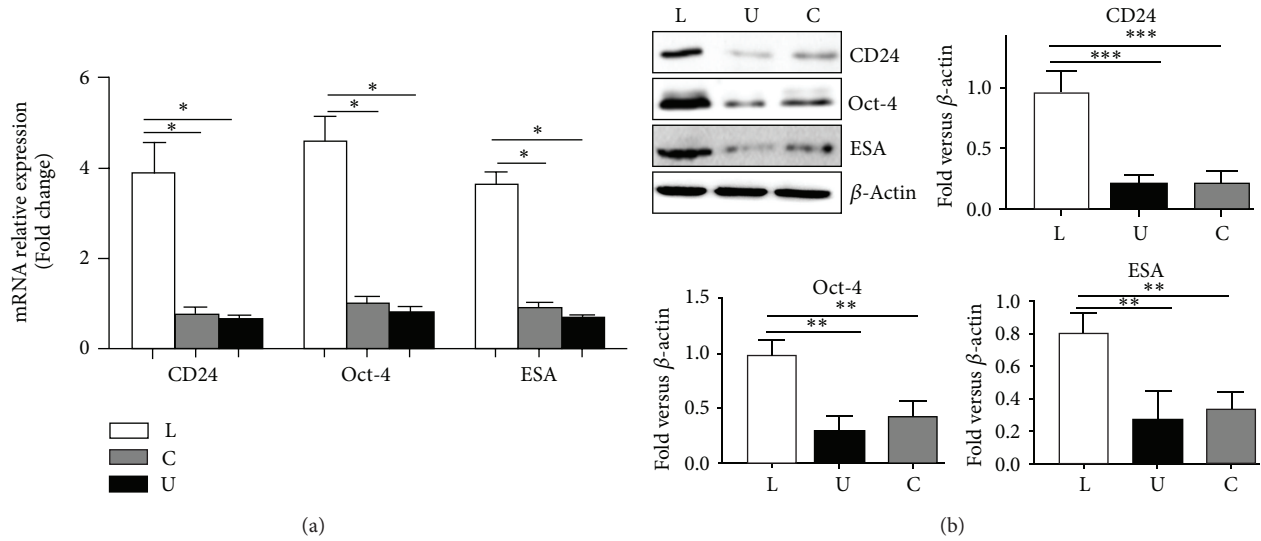 mRNA relative expression
(Fold change)
6
4
2
0
*
*
*
*
*
*
CD24
Oct-4
ESA
L
C
U
(a)
L U C
CD24
Oct-4
ESA
β-Actin
CD24
***
***
Fold versus β-actin
1.0
0.5
0.0
L U C
Oct-4
**
**
Fold versus β-actin
1.5
1.0
0.5
0.0
L U C
ESA
**
**
Fold versus β-actin
1.0
0.8
0.6
0.4
0.2
0.0
L U C
(b)